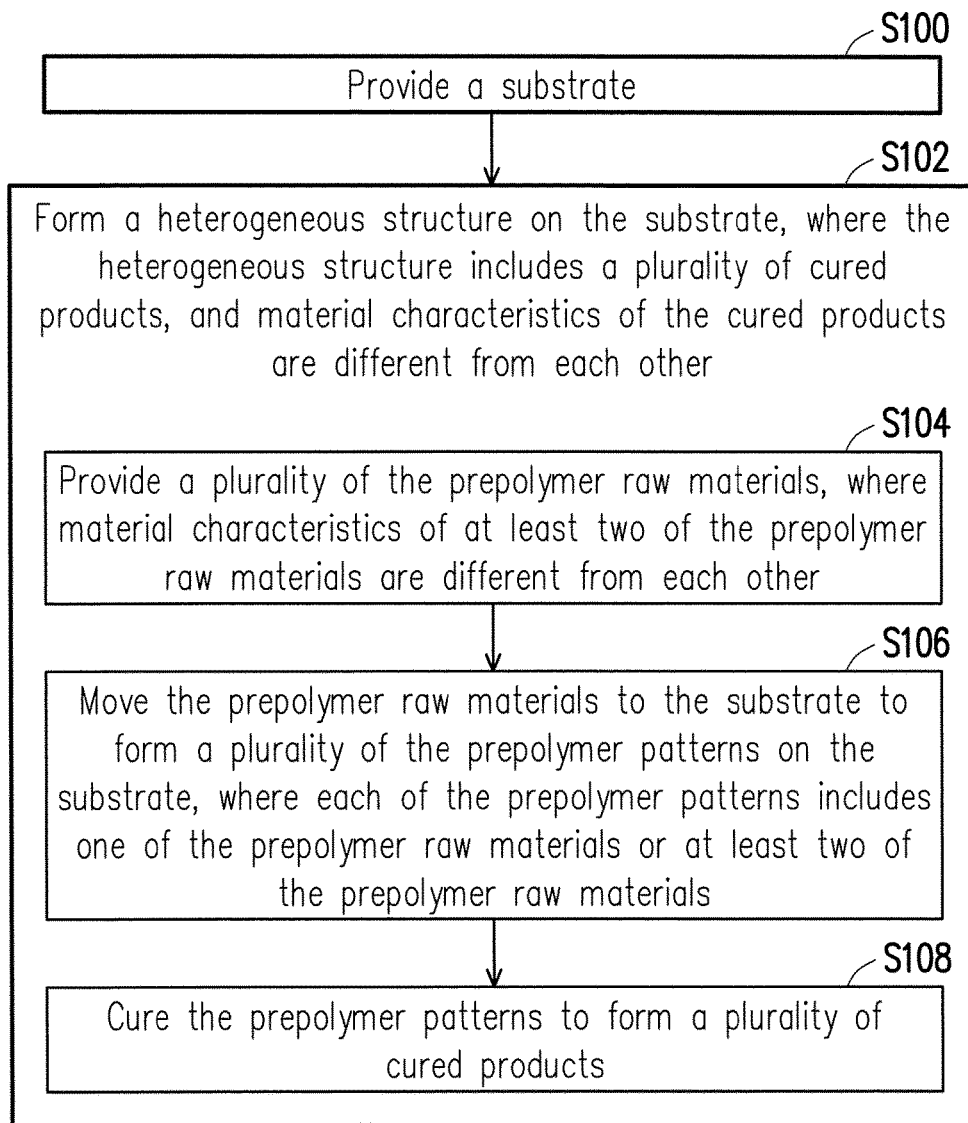 S100
Provide a substrate
S102
Form a heterogeneous structure on the substrate, where the
heterogeneous structure includes a plurality of cured
products, and material characteristics of the cured products
are different from each other
S104
Provide a plurality of the prepolymer raw materials, where
material characteristics of at least two of the prepolymer
raw materials are different from each other
S106
Move the prepolymer raw materials to the substrate to
form a plurality of the prepolymer patterns on the
substrate, where each of the prepolymer patterns includes
one of the prepolymer raw materials or at least two of
the prepolymer raw materials
S108
Cure the prepolymer patterns to form a plurality of
cured products